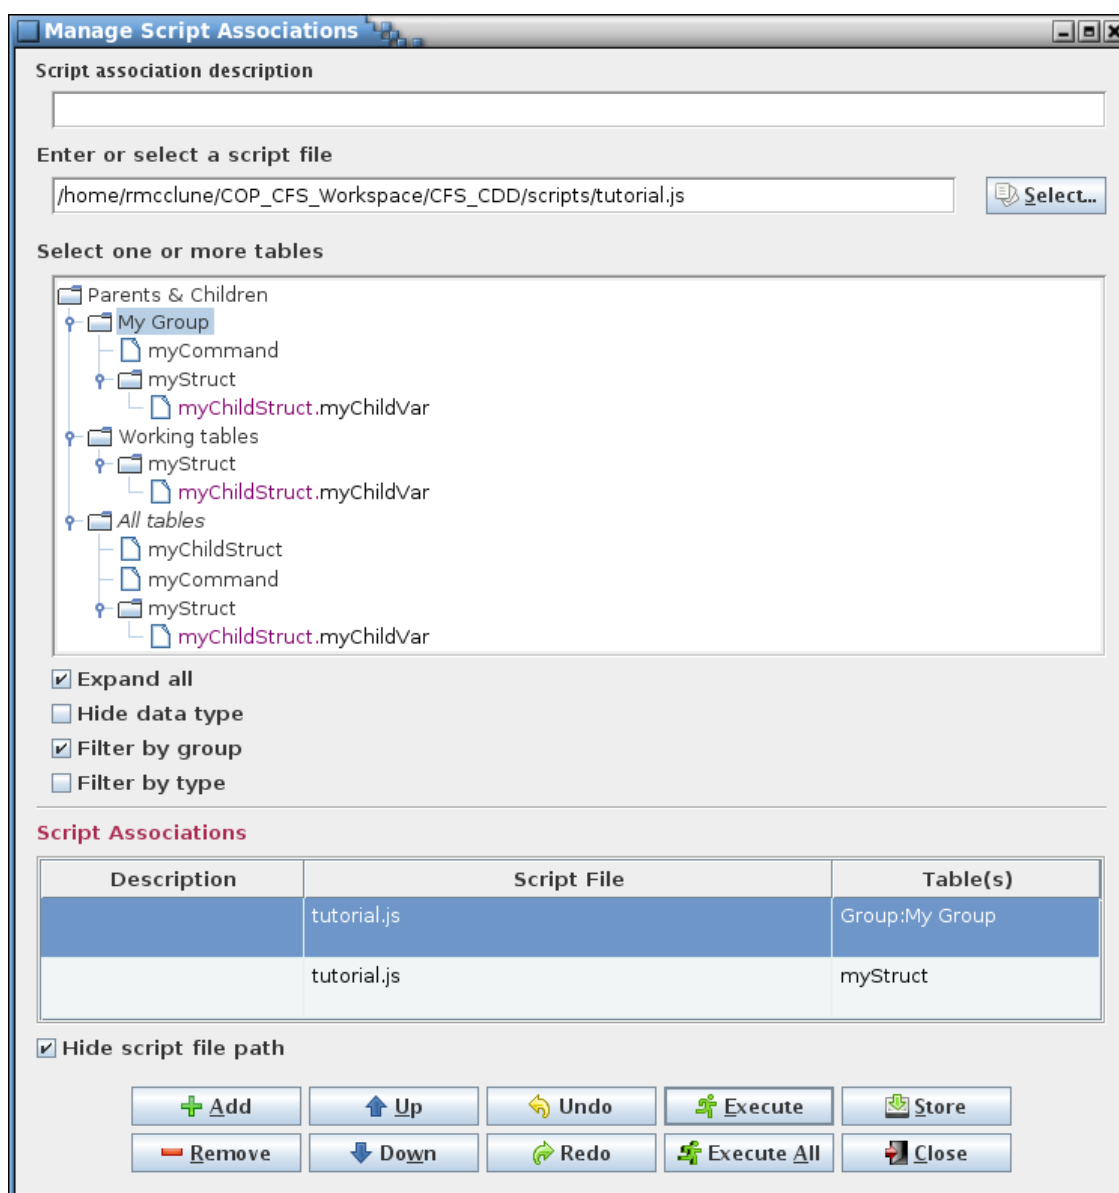 Manage Script Associations
Script association description
Enter or select a script file
/home/rmcclune/COP_CFS_Workspace/CFS_CDD/scripts/tutorial.js
Select...
Select one or more tables
Parents & Children
My Group
myCommand
myStruct
myChildStruct.myChildVar
Working tables
myStruct
myChildStruct.myChildVar
All tables
myChildStruct
myCommand
myStruct
myChildStruct.myChildVar
Expand all
Hide data type
Filter by group
Filter by type
Script Associations
Description Script File Table(s)
tutorial.js Group:My Group
tutorial.js myStruct
Hide script file path
Add Up Undo Execute Store
Remove Down Redo Execute All Close